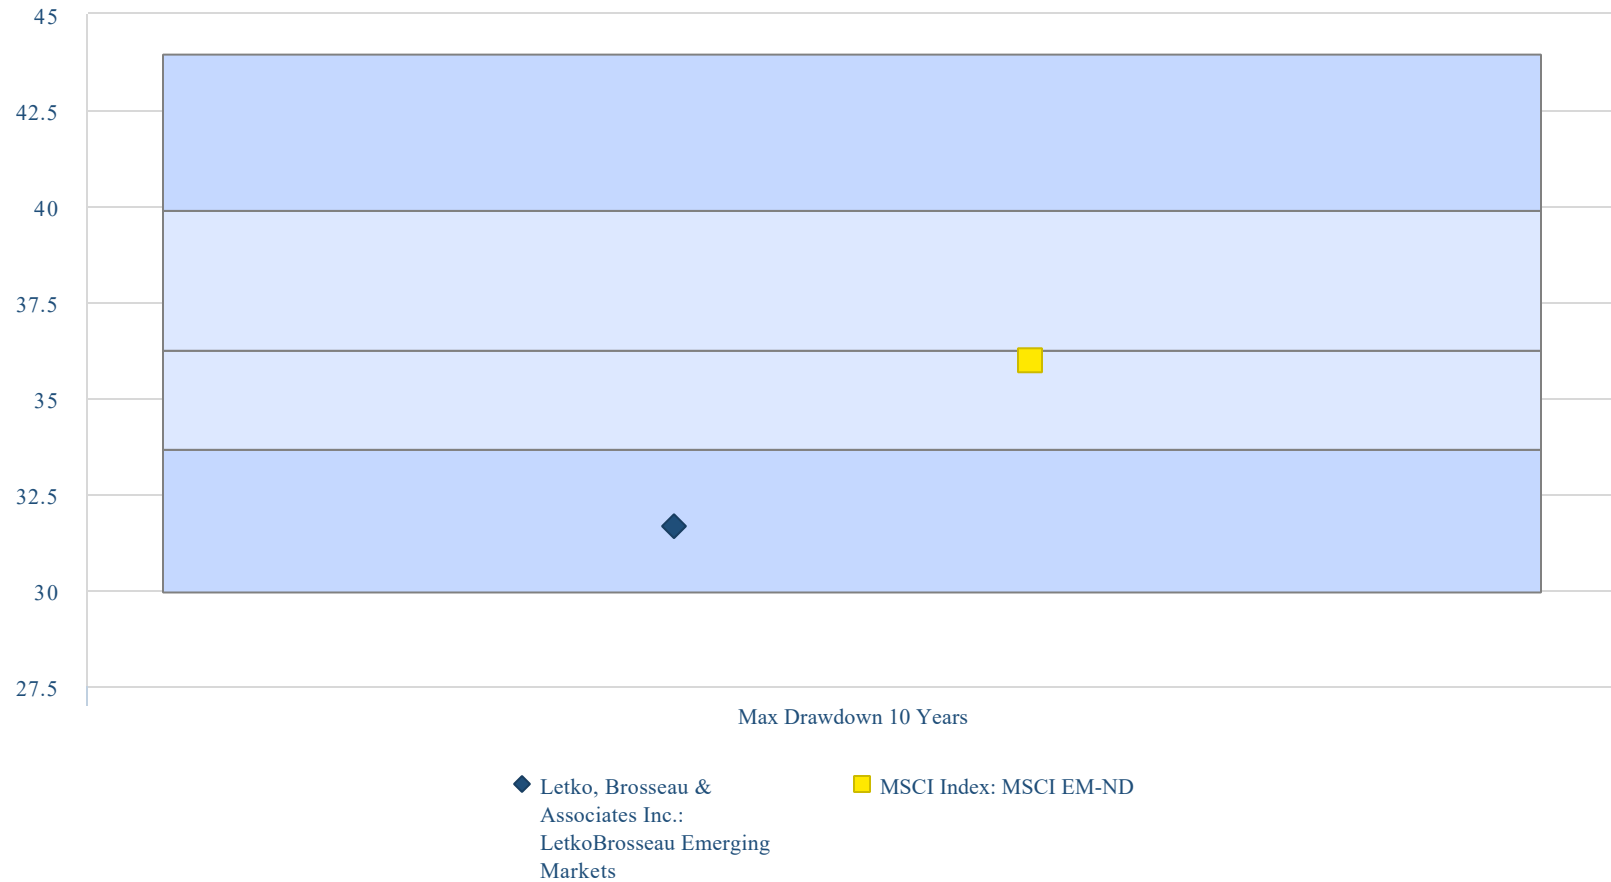 45
42.5
40
37.5
35
32.5
30
27.5
Max Drawdown 10 Years
Letko, Brosseau &
Associates Inc.:
LetkoBrosseau Emerging
Markets
MSCI Index: MSCI EM-ND